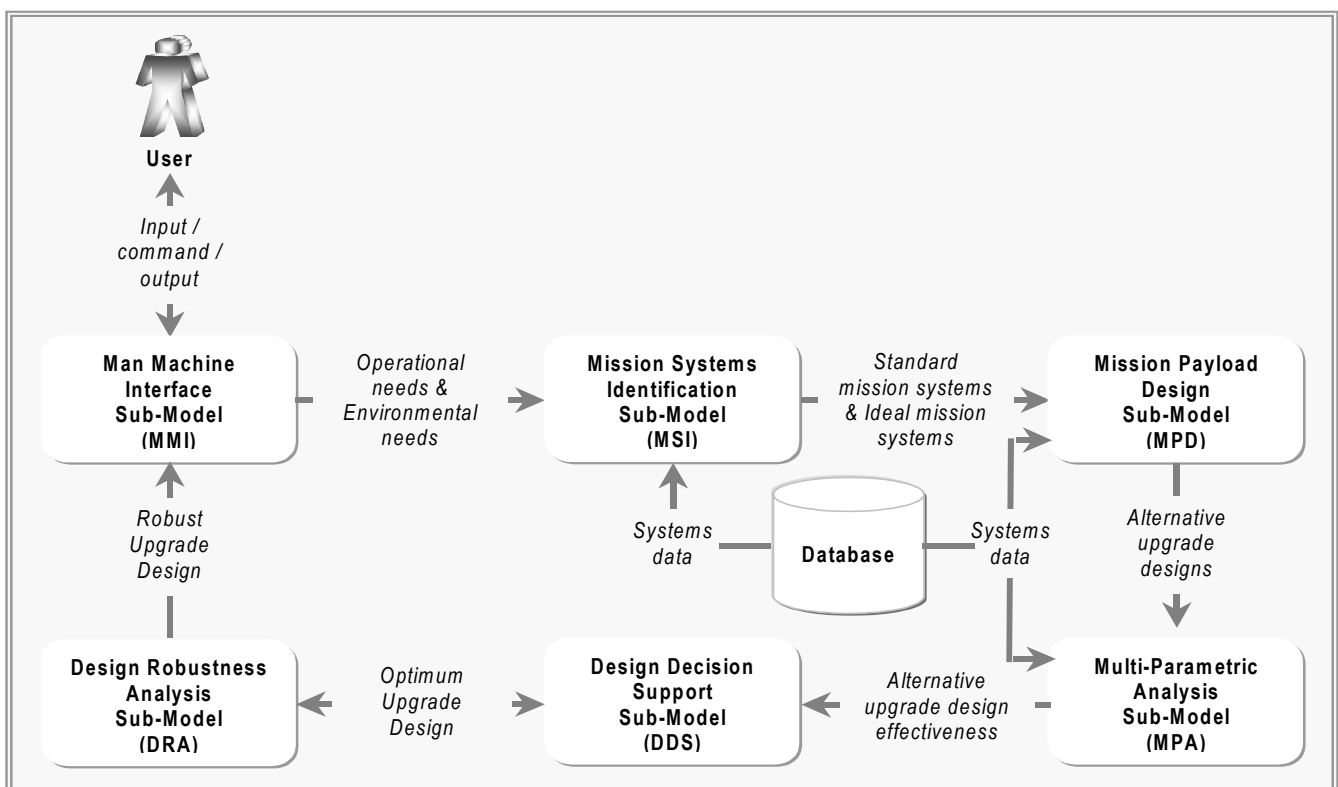 User
Input /
command /
output
Man Machine
Interface
Sub-Model
(MMI)
Operational
needs &
Environmental
needs
Mission Systems
Identification
Sub-Model
(MSI)
Standard
mission systems
& Ideal mission
systems
Mission Payload
Design
Sub-Model
(MPD)
Robust
Upgrade
Design
Systems
data
Database
Systems
data
Alternative
upgrade
designs
Design Robustness
Analysis
Sub-Model
(DRA)
Optimum
Upgrade
Design
Design Decision
Support
Sub-Model
(DDS)
Alternative
upgrade design
effectiveness
Multi-Parametric
Analysis
Sub-Model
(MPA)